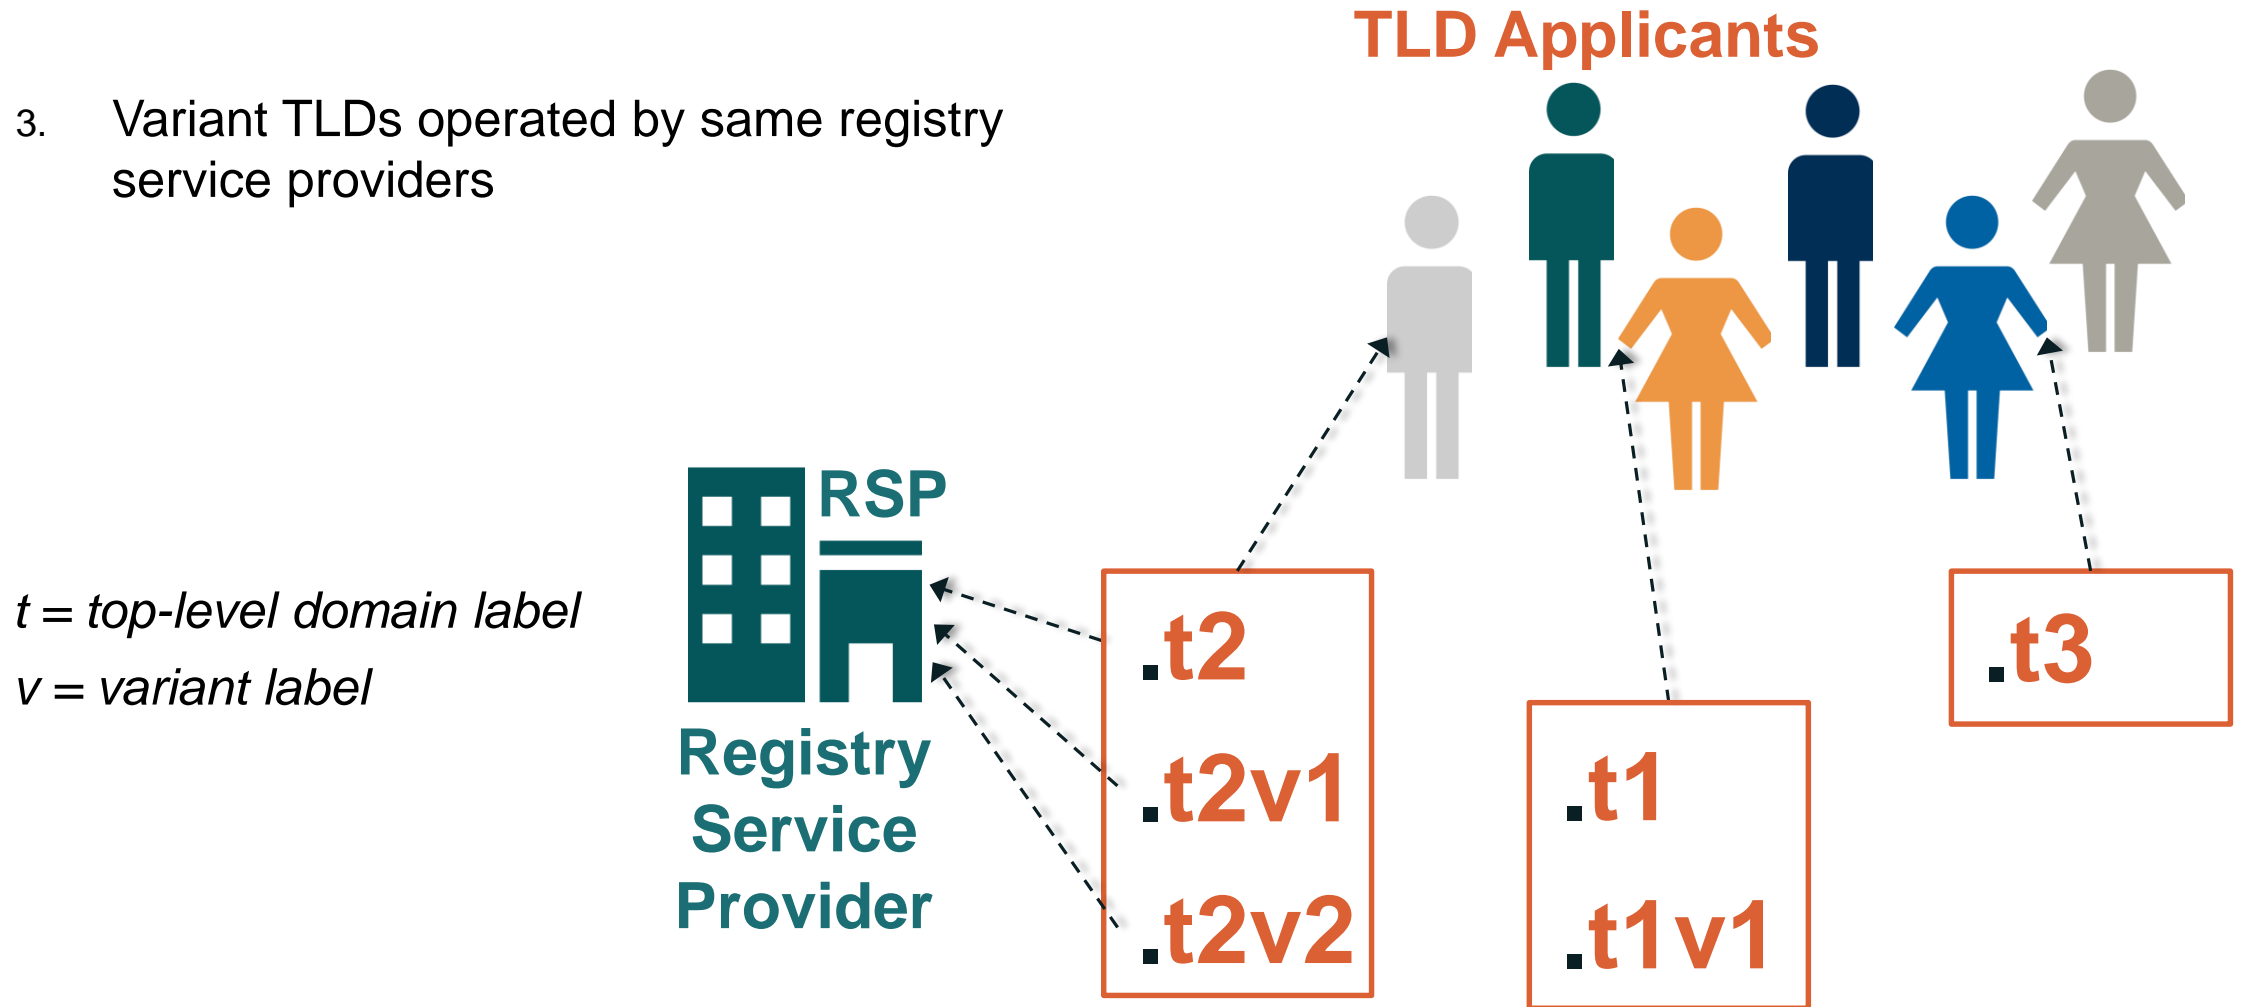 TLD Applicants
3. Variant TLDs operated by same registry
service providers
RSP
Registry
Service
Provider
t = top-level domain label
v = variant label
.t2
.t2v1
.t2v2
.t1
.t1v1
.t3